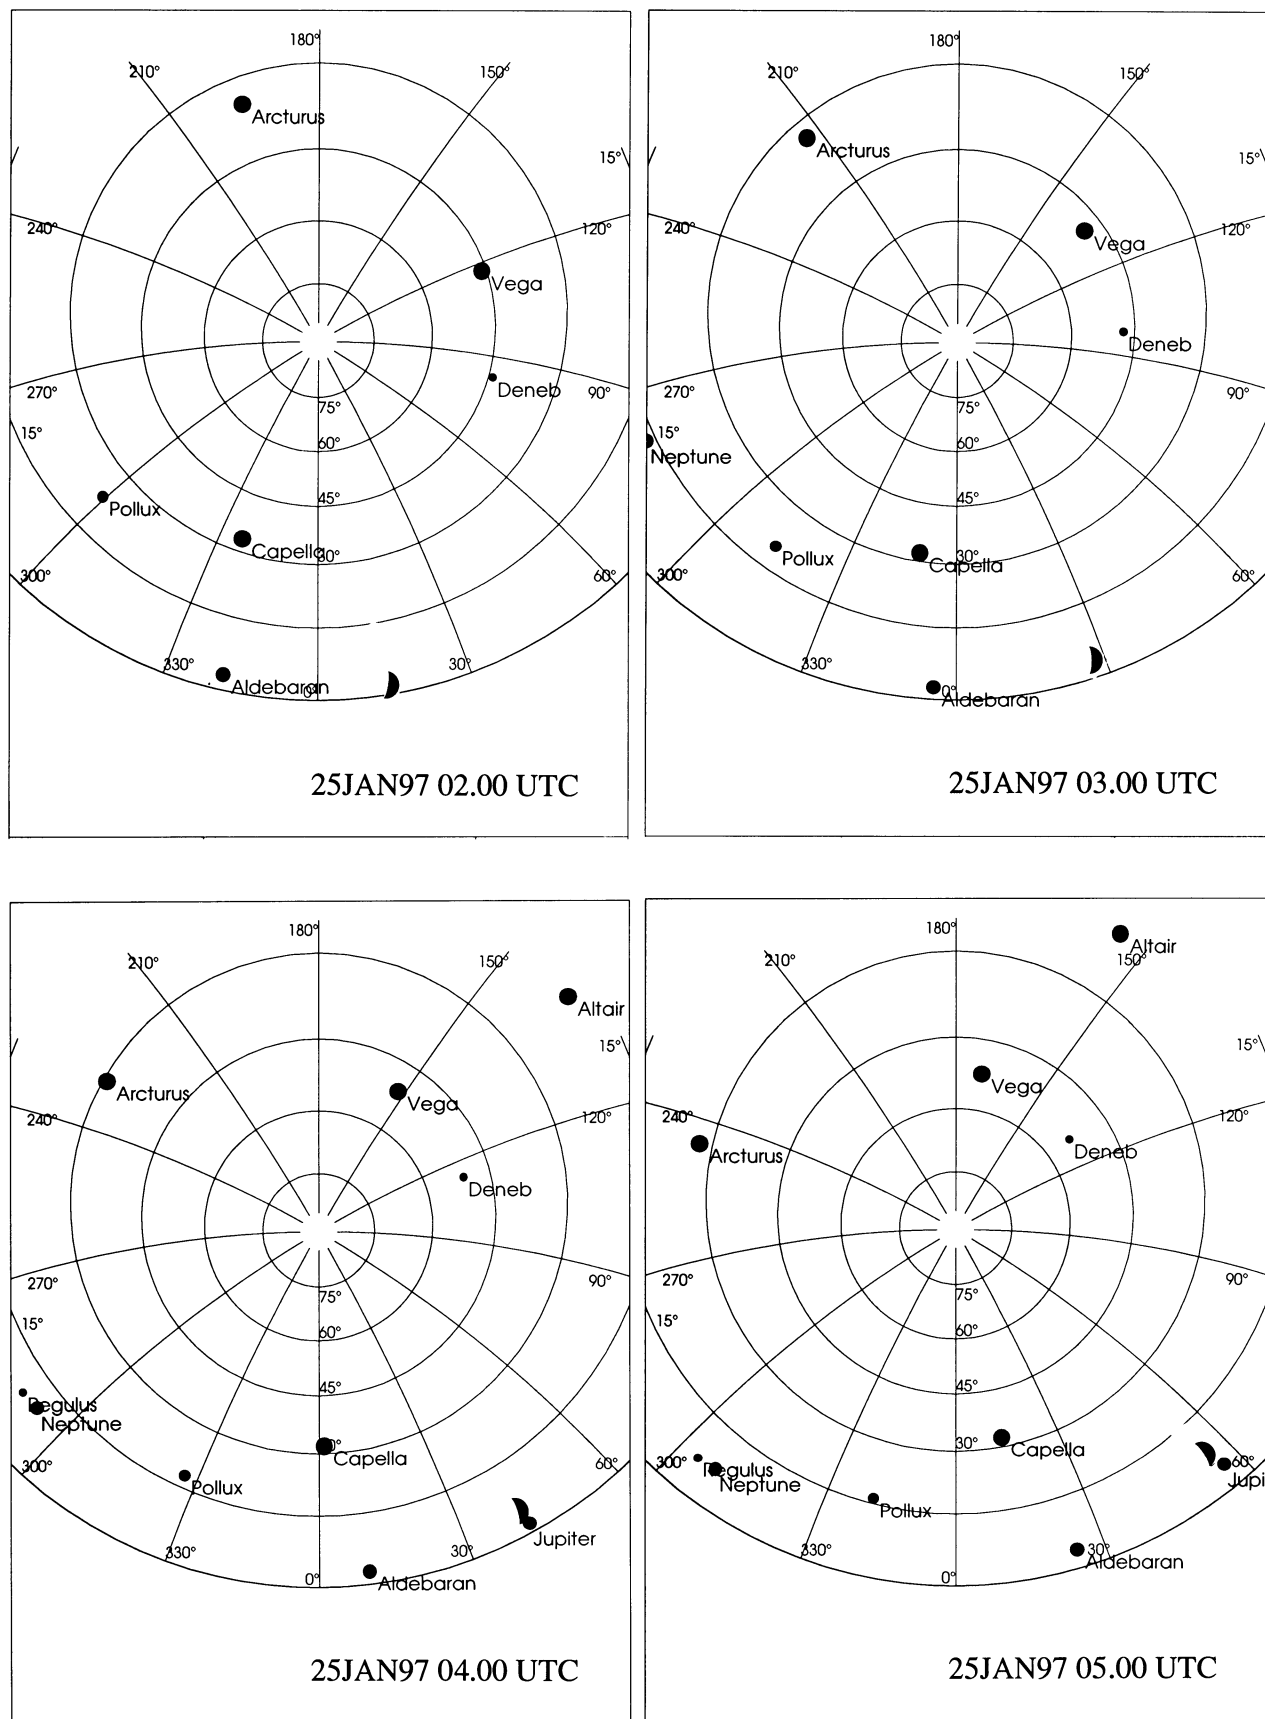 180°
210°
150°
Arcturus
15°
240°
120°
Vega
270°
90°
Deneb
75°
15°
60°
45°
Pollux
Capella
30°
300°
60°
330°
30°
Aldebaran
0°
25JAN97 02.00 UTC
180°
210°
150°
Arcturus
15°
240°
120°
Vega
Deneb
270°
90°
75°
15°
60°
Neptune
45°
Pollux
30°
Capella
300°
60°
330°
30°
0°
Aldebaran
25JAN97 03.00 UTC
180°
210°
150°
Altair
15°
Arcturus
Vega
240°
120°
Deneb
270°
90°
75°
15°
60°
45°
Regulus
Neptune
0°
Capella
300°
60°
Pollux
Jupiter
330°
30°
0°
Aldebaran
25JAN97 04.00 UTC
180°
Altair
210°
150°
15°
Vega
240°
120°
Arcturus
Deneb
270°
90°
75°
15°
60°
45°
30°
Capella
300°
60°
Regulus
Neptune
Jupi
Pollux
330°
30°
Aldebaran
0°
25JAN97 05.00 UTC